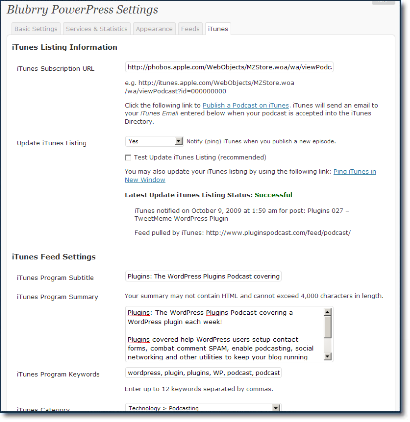 Blubrry PowerPress Settings
Basic Settings Services & Statistics Appearance Feeds iTunes
iTunes Listing Information
iTunes Subscription URL http://phobos.apple.com/WebObjects/MZStore.woa/wa/viewPodc
e.g. http://itunes.apple.com/WebObjects/MZStore.woa
/wa/viewPodcast?id=000000000
Click the following link to Publish a Podcast on iTunes. iTunes will send an email to
your iTunes Email entered below when your podcast is accepted into the iTunes
Directory.
Update iTunes Listing Yes Notify (ping) iTunes when you publish a new episode.
Test Update iTunes Listing (recommended)
You may also update your iTunes listing by using the following link: Ping iTunes in
New Window
Latest Update iTunes Listing Status: Successful
iTunes notified on October 9, 2009 at 1:59 am for post: Plugins 027 –
TweetMeme WordPress Plugin
Feed pulled by iTunes: http://www.pluginspodcast.com/feed/podcast/
iTunes Feed Settings
iTunes Program Subtitle Plugins: The WordPress Plugins Podcast covering
iTunes Program Summary Your summary may not contain HTML and cannot exceed 4,000 characters in length.
Plugins: The WordPress Plugins Podcast covering a
WordPress plugin each week!
Plugins covered help WordPress users setup contact
forms, combat comment SPAM, enable podcasting, social
networking and other utilities to keep your blog running
iTunes Program Keywords wordpress, plugin, plugins, WP, podcast, podcast
Enter up to 12 keywords separated by commas.
iTunes Category Technology > Podcasting